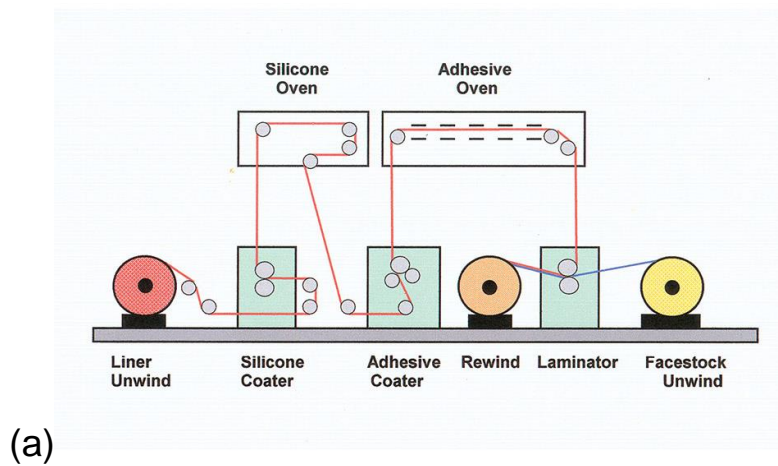 Silicone
Oven
Adhesive
Oven
Liner
Unwind
Silicone
Coater
Adhesive
Coater
Rewind
Laminator
Facestock
Unwind
(a)